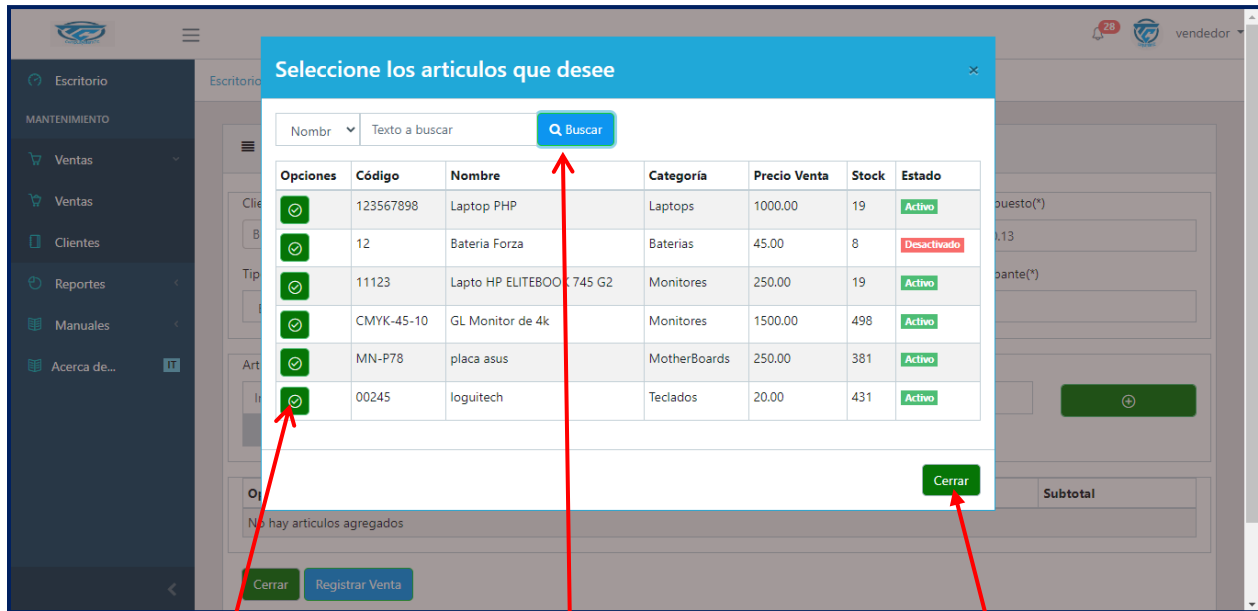 28
vendedor
Escritorio
MANTENIMIENTO
Ventas
Ventas
Clientes
Reportes
Manuales
Acerca de... IT
Escritorio
Seleccione los articulos que desee ×
Nombr Texto a buscar Buscar
Opciones Código Nombre Categoría Precio Venta Stock Estado
123567898 Laptop PHP Laptops 1000.00 19 Activo
12 Bateria Forza Baterias 45.00 8 Desactivado
11123 Lapto HP ELITEBOOK 745 G2 Monitores 250.00 19 Activo
CMYK-45-10 GL Monitor de 4k Monitores 1500.00 498 Activo
MN-P78 placa asus MotherBoards 250.00 381 Activo
00245 loguitech Teclados 20.00 431 Activo
Cerrar
Clie puesto(*)
B 0.13
Tip bante(*)
Art
Op Subtotal
No hay articulos agregados
Cerrar Registrar Venta